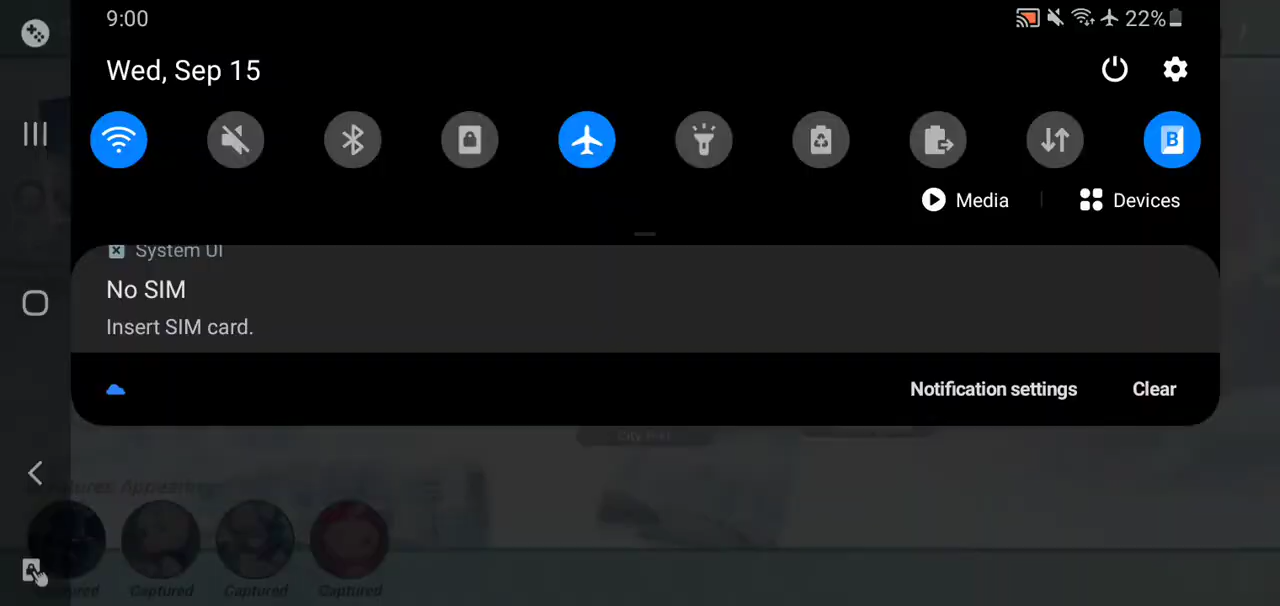 9:00
22%
Wed, Sep 15
B
Media
Devices
System UI
No SIM
Insert SIM card.
Notification settings
Clear
Captured
Captured
Captured